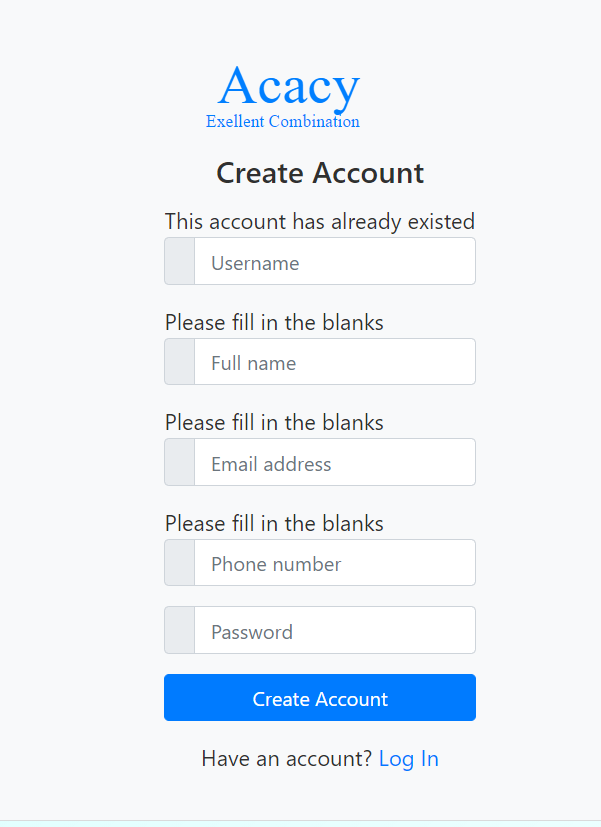 Acacy
Exellent Combination
Create Account
This account has already existed
Username
Please fill in the blanks
Full name
Please fill in the blanks
Email address
Please fill in the blanks
Phone number
Password
Create Account
Have an account? Log In